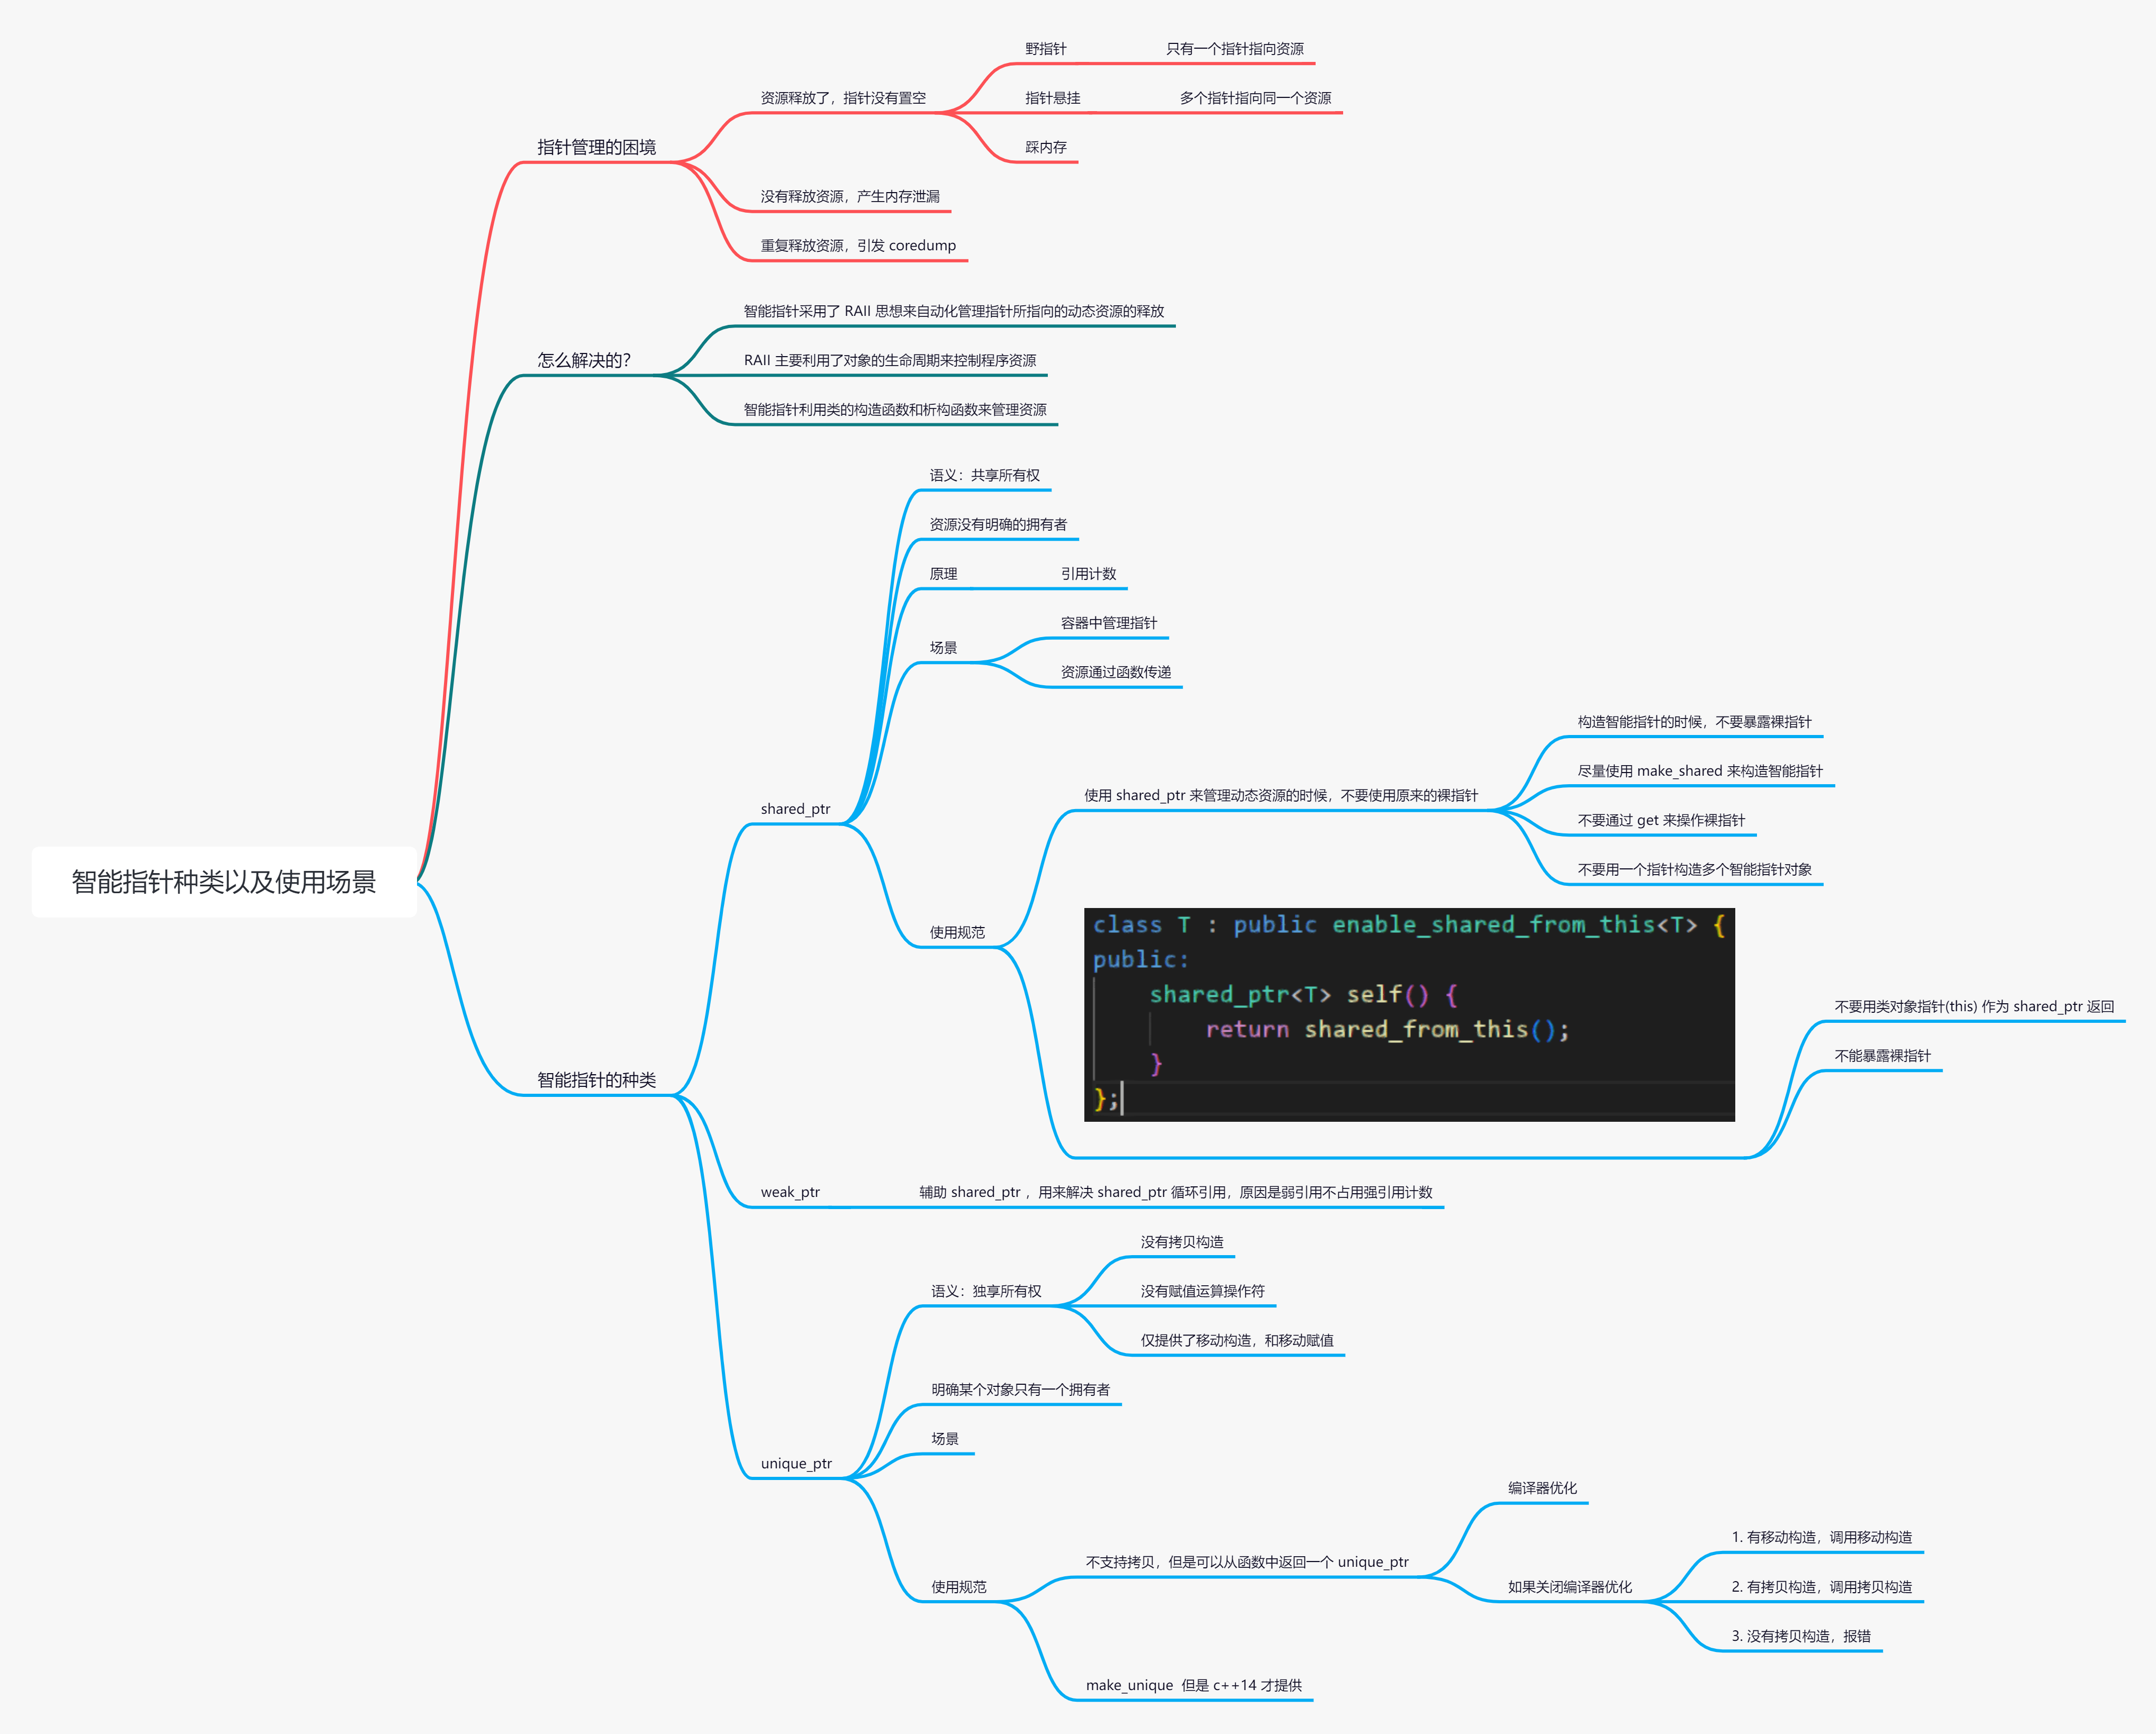 智能指针种类以及使用场景
指针管理的困境
资源释放了，指针没有置空
野指针
只有一个指针指向资源
指针悬挂
多个指针指向同一个资源
踩内存
没有释放资源，产生内存泄漏
重复释放资源，引发 coredump
怎么解决的？
智能指针采用了 RAII 思想来自动化管理指针所指向的动态资源的释放
RAII 主要利用了对象的生命周期来控制程序资源
智能指针利用类的构造函数和析构函数来管理资源
智能指针的种类
shared_ptr
语义：共享所有权
资源没有明确的拥有者
原理
引用计数
场景
容器中管理指针
资源通过函数传递
使用规范
使用 shared_ptr 来管理动态资源的时候，不要使用原来的裸指针
构造智能指针的时候，不要暴露裸指针
尽量使用 make_shared 来构造智能指针
不要通过 get 来操作裸指针
不要用一个指针构造多个智能指针对象
class T : public enable_shared_from_this<T> {
public:
shared_ptr<T> self() {
return shared_from_this();
}
};
不要用类对象指针(this) 作为 shared_ptr 返回
不能暴露裸指针
weak_ptr
辅助 shared_ptr ，用来解决 shared_ptr 循环引用，原因是弱引用不占用强引用计数
unique_ptr
语义：独享所有权
没有拷贝构造
没有赋值运算操作符
仅提供了移动构造，和移动赋值
明确某个对象只有一个拥有者
场景
使用规范
不支持拷贝，但是可以从函数中返回一个 unique_ptr
编译器优化
如果关闭编译器优化
1. 有移动构造，调用移动构造
2. 有拷贝构造，调用拷贝构造
3. 没有拷贝构造，报错
make_unique 但是 c++14 才提供